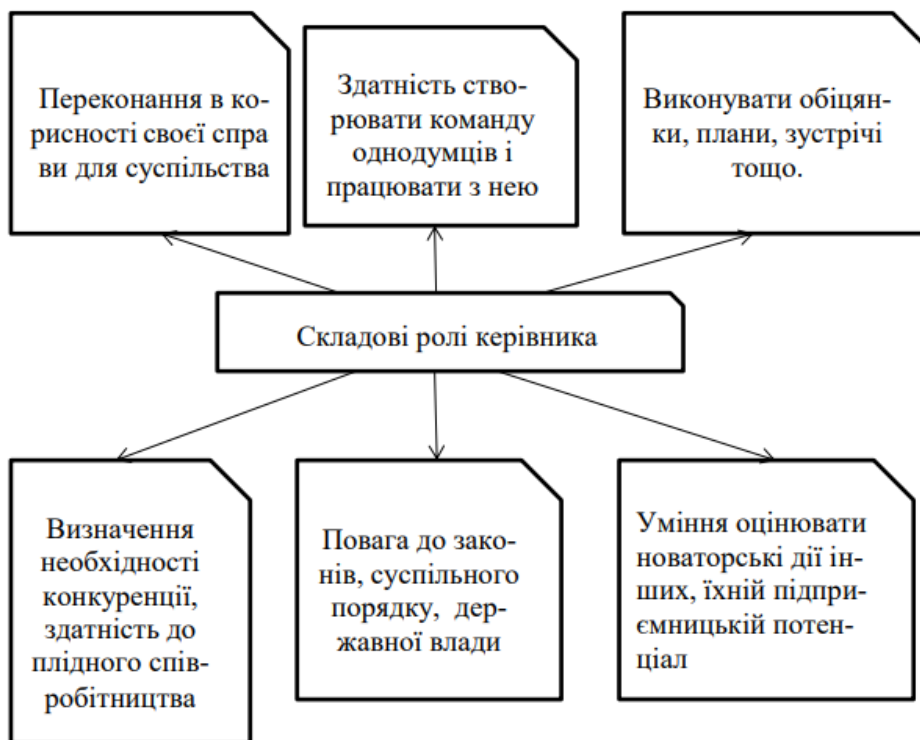 Переконання в ко-
рисності своєї спра
ви для суспільства
Здатність ство-
рювати команду
однодумців і
працювати з нею
Виконувати обіцян-
ки, плани, зустрічі
тощо.
Складові ролі керівника
Визначення
необхідності
конкуренції,
здатність до
плідного спів-
робітництва
Повага до зако-
нів, суспільного
порядку, дер-
жавної влади
Уміння оцінювати
новаторські дії ін-
ших, їхній підпри-
ємницькій потен-
ціал